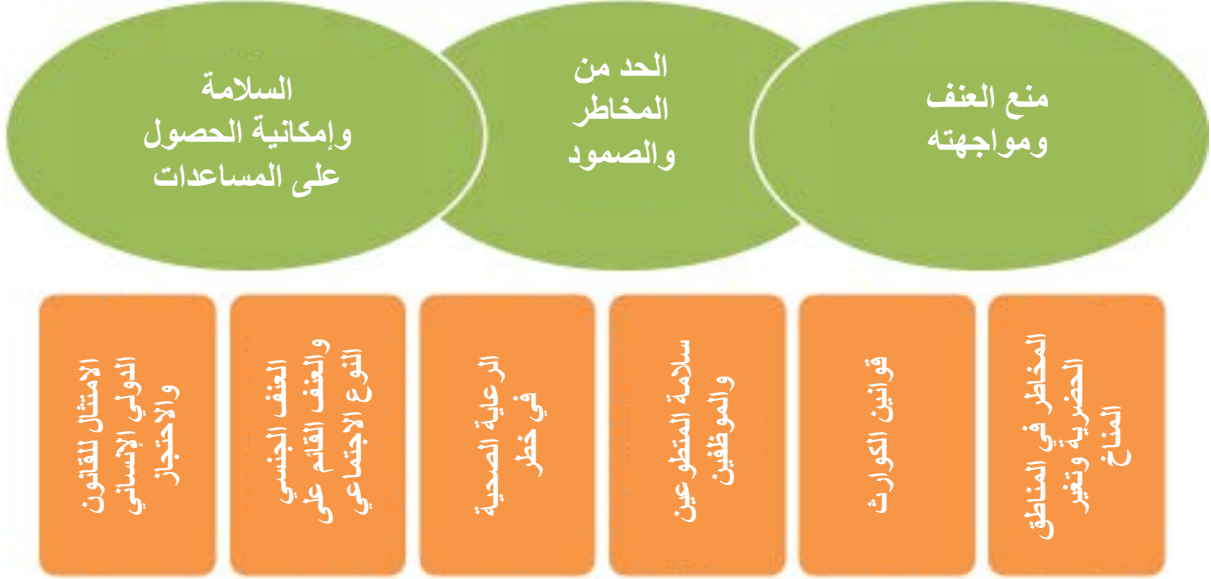 منع العنف
ومواجهته
الحد من
المخاطر
والصمود
السلامة
وإمكانية الحصول
على المساعدات
المخاطر في المناطق
الحضرية وتغير
المناخ
قوانين الكوارث
سلامة المتطوعين
والموظفين
الرعاية الصحية
في خطر
العنف الجنسي
والعنف القائم على
النوع الاجتماعي
الامتثال للقانون
الدولي الإنساني
والاحتجاز